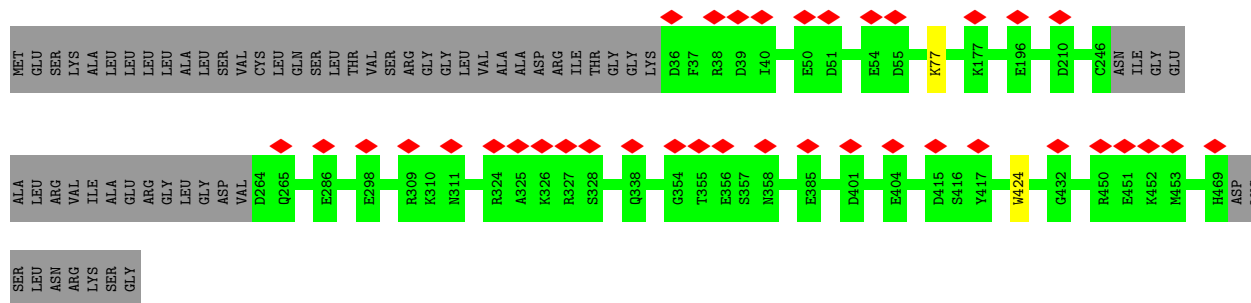 MET GLU SER LYS ALA LEU LEU LEU LEU ALA LEU SER VAL CYS LEU GLN SER LEU THR VAL SER ARG GLY GLY LEU VAL ALA ALA ASP ARG ILE THR GLY GLY LYS D36 F37 R38 D39 I40 E50 D51 E54 D55 K77 K177 E196 D210 C246 ASN ILE GLY GLU
ALA LEU ARG VAL ILE ALA GLU ARG GLY LEU GLY ASP VAL D264 Q265 E286 E298 R309 K310 N311 R324 A325 K326 R327 S328 Q338 G354 T355 E356 S357 N358 E385 D401 E404 D415 S416 Y417 W424 G432 R450 E451 K452 M453 H469 ASP
SER LEU ASN ARG LYS SER GLY